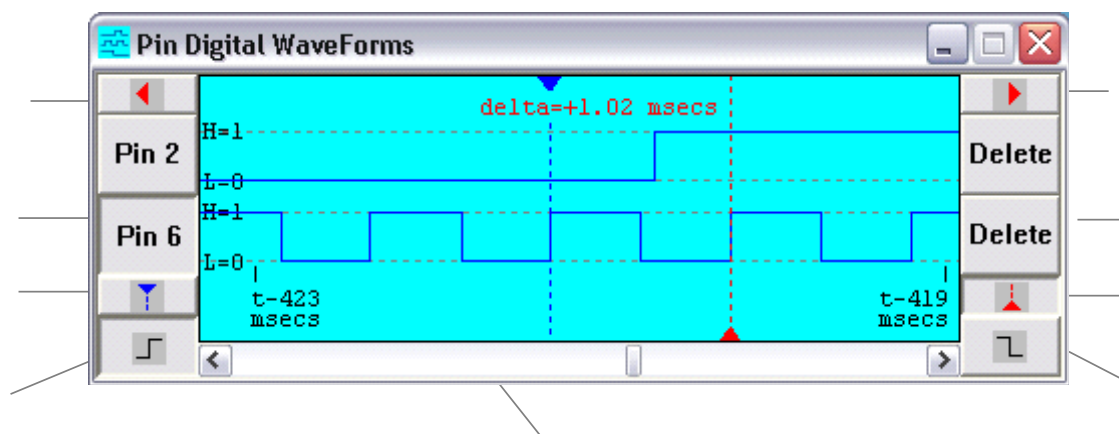 Pin Digital WaveForms
delta=+1.02 msecs
Pin 2
H=1
L=0
Delete
Pin 6
H=1
L=0
Delete
t-423
msecs
t-419
msecs